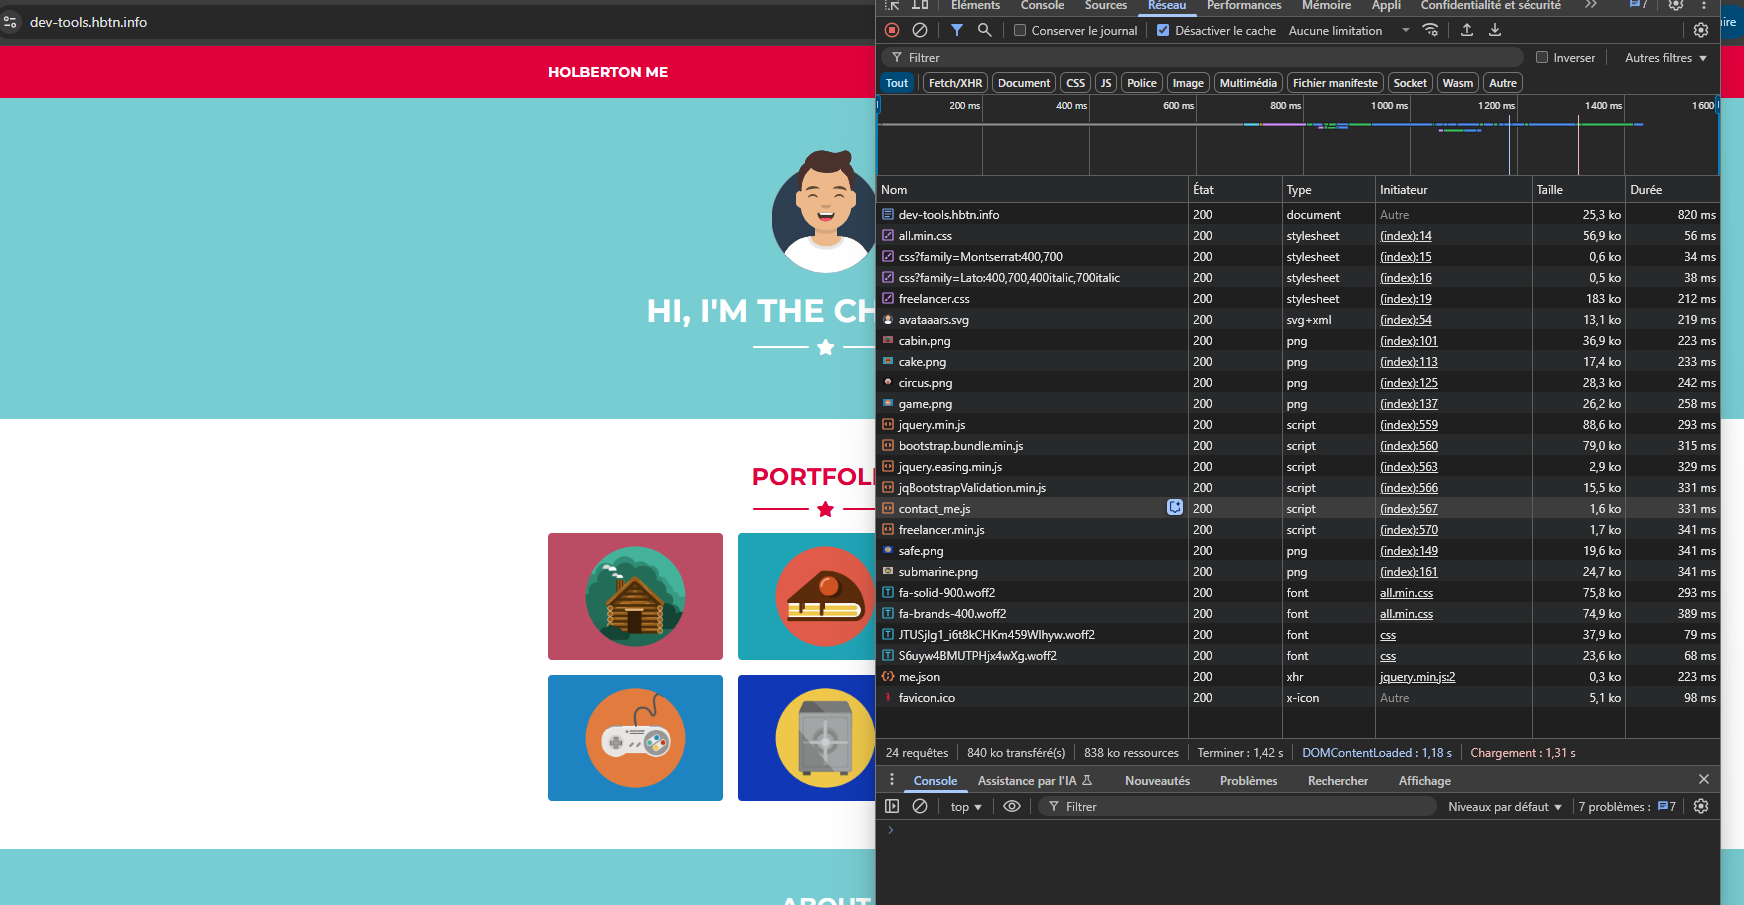 dev-tools.hbtn.info
HOLBERTON ME
HI, I'M THE CH
PORTFOLI
ABOUT
Éléments Console Sources Réseau Performances Mémoire Appli Confidentialité et sécurité 7
Conserver le journal Désactiver le cache Aucune limitation
Filtrer Inverser Autres filtres
Tout Fetch/XHR Document CSS JS Police Image Multimédia Fichier manifeste Socket Wasm Autre
200 ms 400 ms 600 ms 800 ms 1 000 ms 1 200 ms 1 400 ms 1 600
Nom État Type Initiateur Taille Durée
dev-tools.hbtn.info 200 document Autre 25,3 ko 820 ms
all.min.css 200 stylesheet (index):14 56,9 ko 56 ms
css?family=Montserrat:400,700 200 stylesheet (index):15 0,6 ko 34 ms
css?family=Lato:400,700,400italic,700italic 200 stylesheet (index):16 0,5 ko 38 ms
freelancer.css 200 stylesheet (index):19 183 ko 212 ms
avataaars.svg 200 svg+xml (index):54 13,1 ko 219 ms
cabin.png 200 png (index):101 36,9 ko 223 ms
cake.png 200 png (index):113 17,4 ko 233 ms
circus.png 200 png (index):125 28,3 ko 242 ms
game.png 200 png (index):137 26,2 ko 258 ms
jquery.min.js 200 script (index):559 88,6 ko 293 ms
bootstrap.bundle.min.js 200 script (index):560 79,0 ko 315 ms
jquery.easing.min.js 200 script (index):563 2,9 ko 329 ms
jqBootstrapValidation.min.js 200 script (index):566 15,5 ko 331 ms
contact_me.js 200 script (index):567 1,6 ko 331 ms
freelancer.min.js 200 script (index):570 1,7 ko 341 ms
safe.png 200 png (index):149 19,6 ko 341 ms
submarine.png 200 png (index):161 24,7 ko 341 ms
fa-solid-900.woff2 200 font all.min.css 75,8 ko 293 ms
fa-brands-400.woff2 200 font all.min.css 74,9 ko 389 ms
JTUSjIg1_i6t8kCHKm459Wlhyw.woff2 200 font css 37,9 ko 79 ms
S6uyw4BMUTPHjx4wXg.woff2 200 font css 23,6 ko 68 ms
me.json 200 xhr jquery.min.js:2 0,3 ko 223 ms
favicon.ico 200 x-icon Autre 5,1 ko 98 ms
24 requêtes 840 ko transféré(s) 838 ko ressources Terminer : 1,42 s DOMContentLoaded : 1,18 s Chargement : 1,31 s
Console Assistance par l'IA Nouveautés Problèmes Rechercher Affichage
top Filtrer Niveaux par défaut 7 problèmes : 7